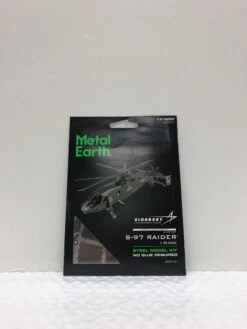 Metal
Earth
SIKORSKY
S-97 RAIDER
STEEL MODEL KIT
NO GLUE REQUIRED